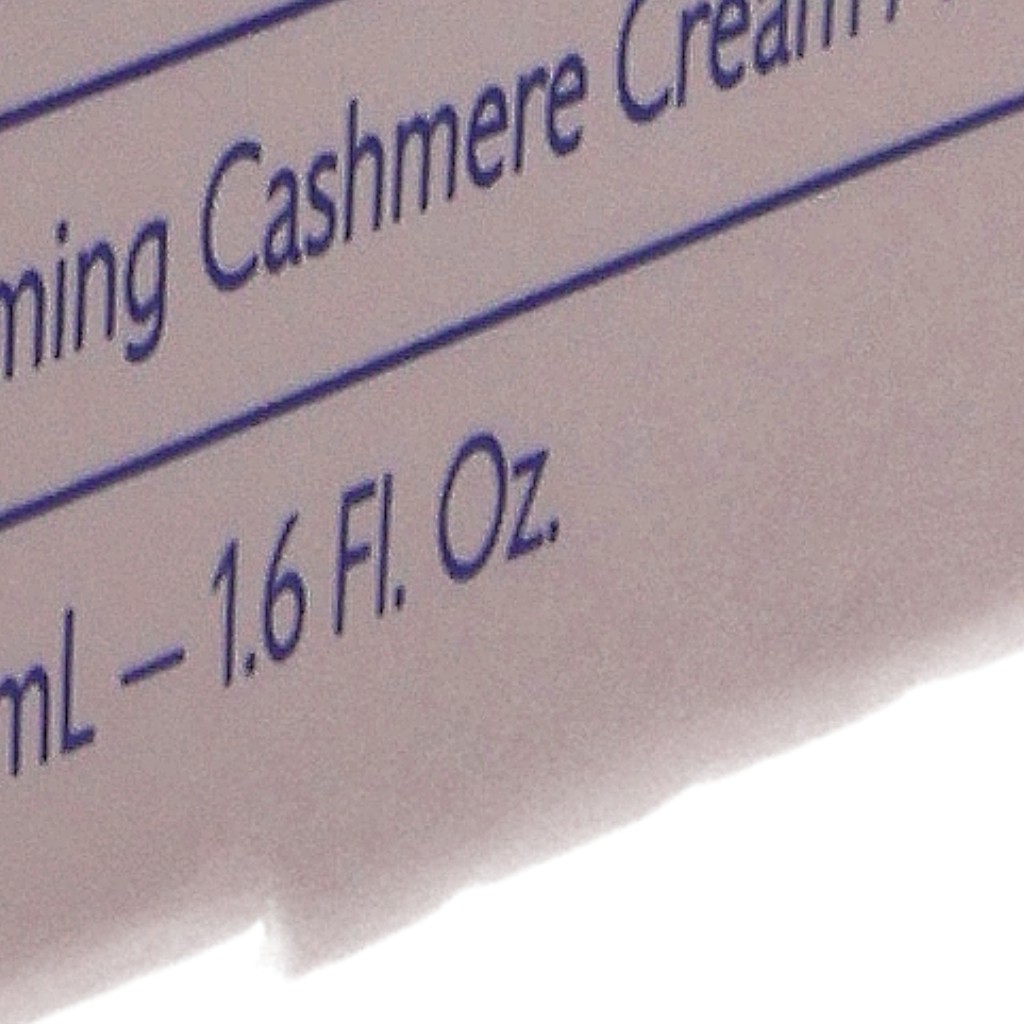 ming Cashmere Cream
mL – 1.6 Fl. Oz.